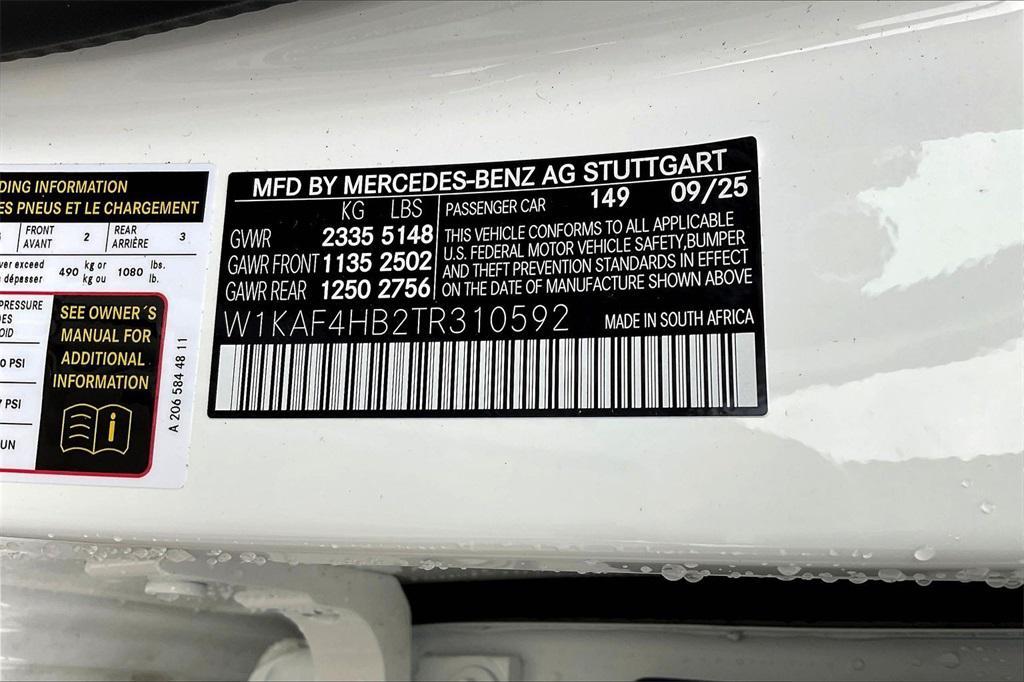 DING INFORMATION
ES PNEUS ET LE CHARGEMENT
FRONT
AVANT
2
REAR
ARRIÈRE
3
ver exceed
dépasser
490
kg or
kg ou
1080
lbs.
lb.
PRESSURE
DES
OID
0 PSI
7 PSI
UN
SEE OWNER´S
MANUAL FOR
ADDITIONAL
INFORMATION
A 206 584 48 11
MFD BY MERCEDES-BENZ AG STUTTGART
KG LBS
GVWR 2335 5148
GAWR FRONT 1135 2502
GAWR REAR 1250 2756
PASSENGER CAR 149 09/25
THIS VEHICLE CONFORMS TO ALL APPLICABLE
U.S. FEDERAL MOTOR VEHICLE SAFETY,BUMPER
AND THEFT PREVENTION STANDARDS IN EFFECT
ON THE DATE OF MANUFACTURE SHOWN ABOVE
W1KAF4HB2TR310592 MADE IN SOUTH AFRICA